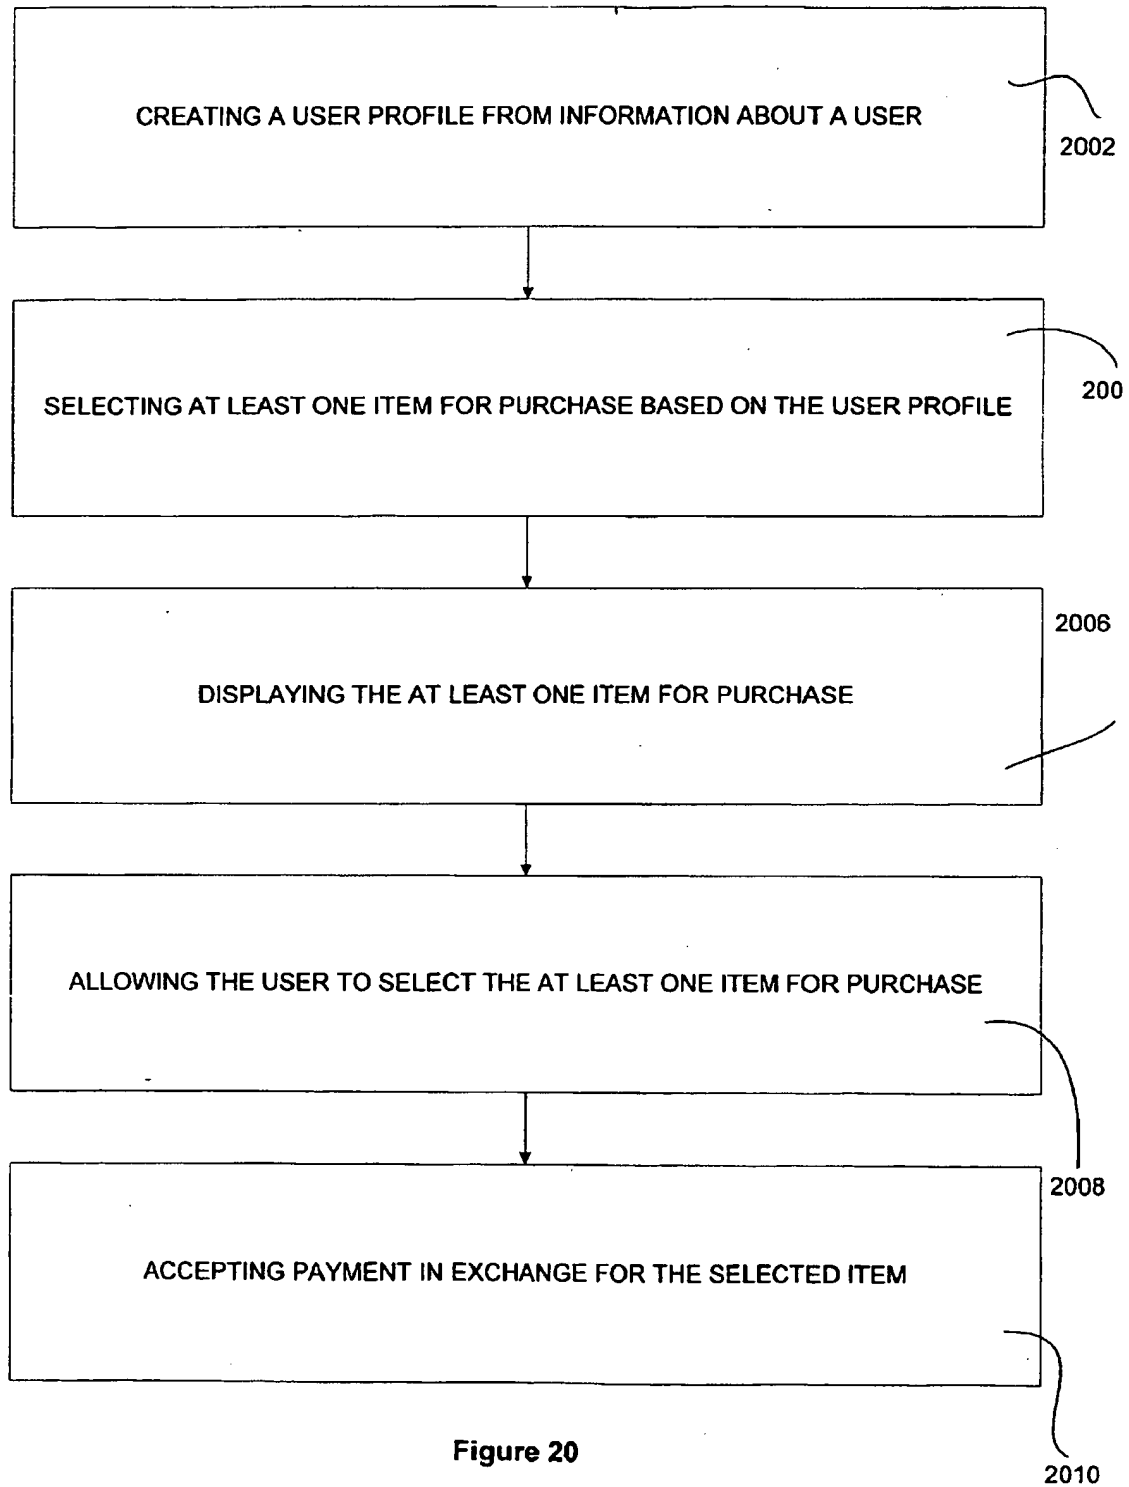 CREATING A USER PROFILE FROM INFORMATION ABOUT A USER
2002
SELECTING AT LEAST ONE ITEM FOR PURCHASE BASED ON THE USER PROFILE
200
2006
DISPLAYING THE AT LEAST ONE ITEM FOR PURCHASE
ALLOWING THE USER TO SELECT THE AT LEAST ONE ITEM FOR PURCHASE
2008
ACCEPTING PAYMENT IN EXCHANGE FOR THE SELECTED ITEM
Figure 20
2010